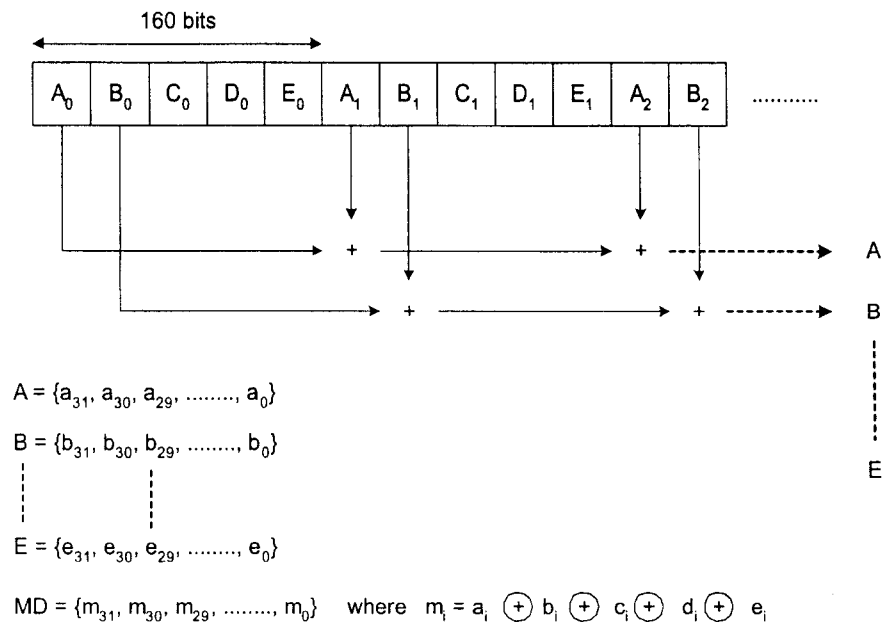 160 bits
A₀ B₀ C₀ D₀ E₀ A₁ B₁ C₁ D₁ E₁ A₂ B₂ ............
+ + A
+ + B
A = {a₃₁, a₃₀, a₂₉, ........, a₀}
B = {b₃₁, b₃₀, b₂₉, ........, b₀}
E
E = {e₃₁, e₃₀, e₂₉, ........, e₀}
MD = {m₃₁, m₃₀, m₂₉, ........, m₀} where mᵢ = aᵢ ⊕ bᵢ ⊕ cᵢ ⊕ dᵢ ⊕ eᵢ